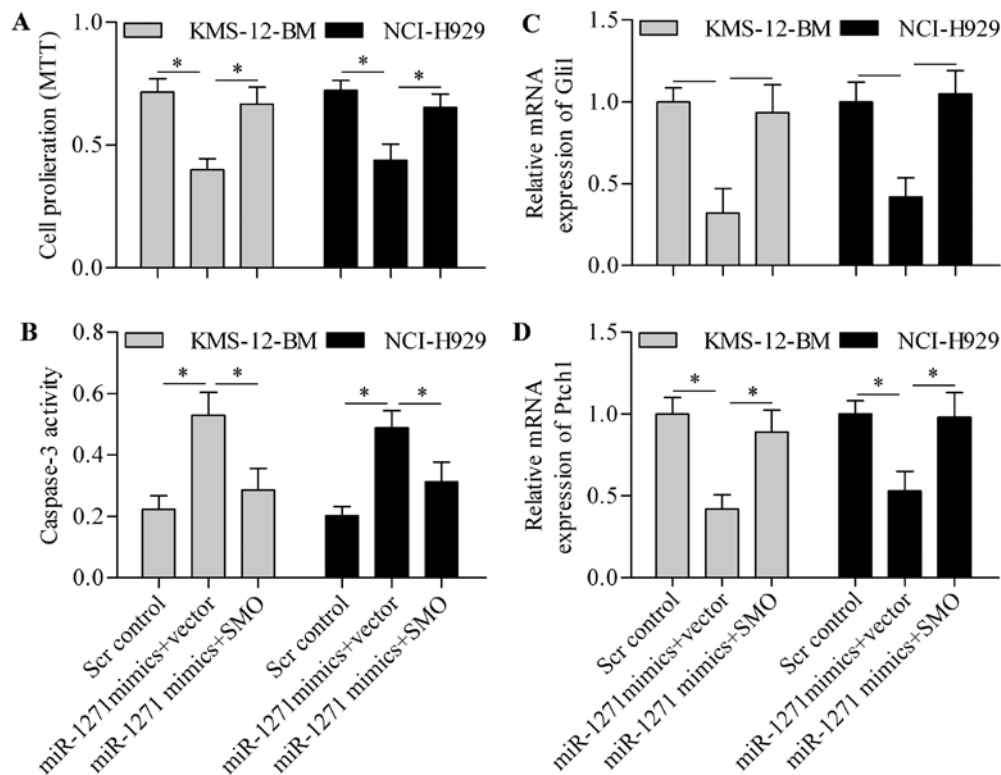 A
KMS-12-BM NCI-H929
Cell prolieration (MTT)
1.0
0.5
0.0
* * * *
B
KMS-12-BM NCI-H929
Caspase-3 activity
0.8
0.6
0.4
0.2
0.0
* * * *
Scr control
miR-1271mimics+vector
miR-1271 mimics+SMO
Scr control
miR-1271mimics+vector
miR-1271 mimics+SMO
C
KMS-12-BM NCI-H929
Relative mRNA
expression of Gli1
1.5
1.0
0.5
0.0
D
KMS-12-BM NCI-H929
Relative mRNA
expression of Ptch1
1.5
1.0
0.5
0.0
* * * *
Scr control
miR-1271mimics+vector
miR-1271 mimics+SMO
Scr control
miR-1271mimics+vector
miR-1271 mimics+SMO